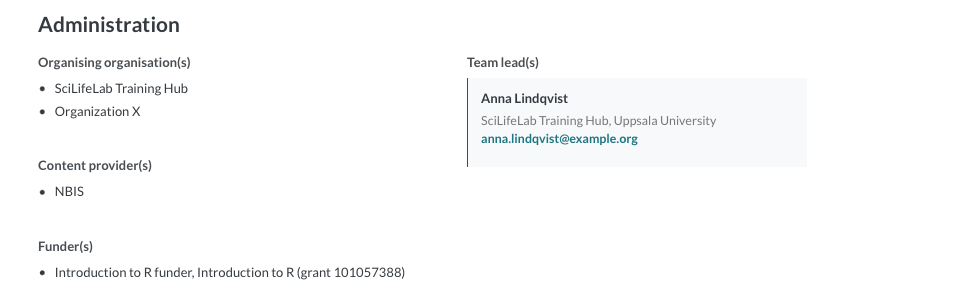 Administration
Organising organisation(s)
• SciLifeLab Training Hub
• Organization X
Content provider(s)
• NBIS
Funder(s)
• Introduction to R funder, Introduction to R (grant 101057388)
Team lead(s)
Anna Lindqvist
SciLifeLab Training Hub, Uppsala University
anna.lindqvist@example.org